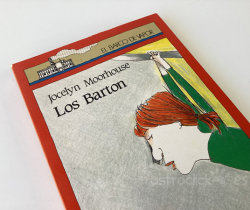 EL BARCO DE VAPOR
Jocelyn Moorhouse
Los Barton